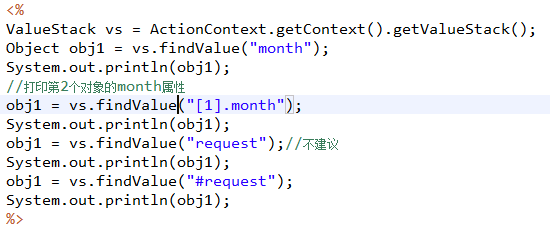 <%
ValueStack vs = ActionContext.getContext().getValueStack();
Object obj1 = vs.findValue("month");
System.out.println(obj1);
//打印第2个对象的month属性
obj1 = vs.findValue("[1].month");
System.out.println(obj1);
obj1 = vs.findValue("request");//不建议
System.out.println(obj1);
obj1 = vs.findValue("#request");
System.out.println(obj1);
%>